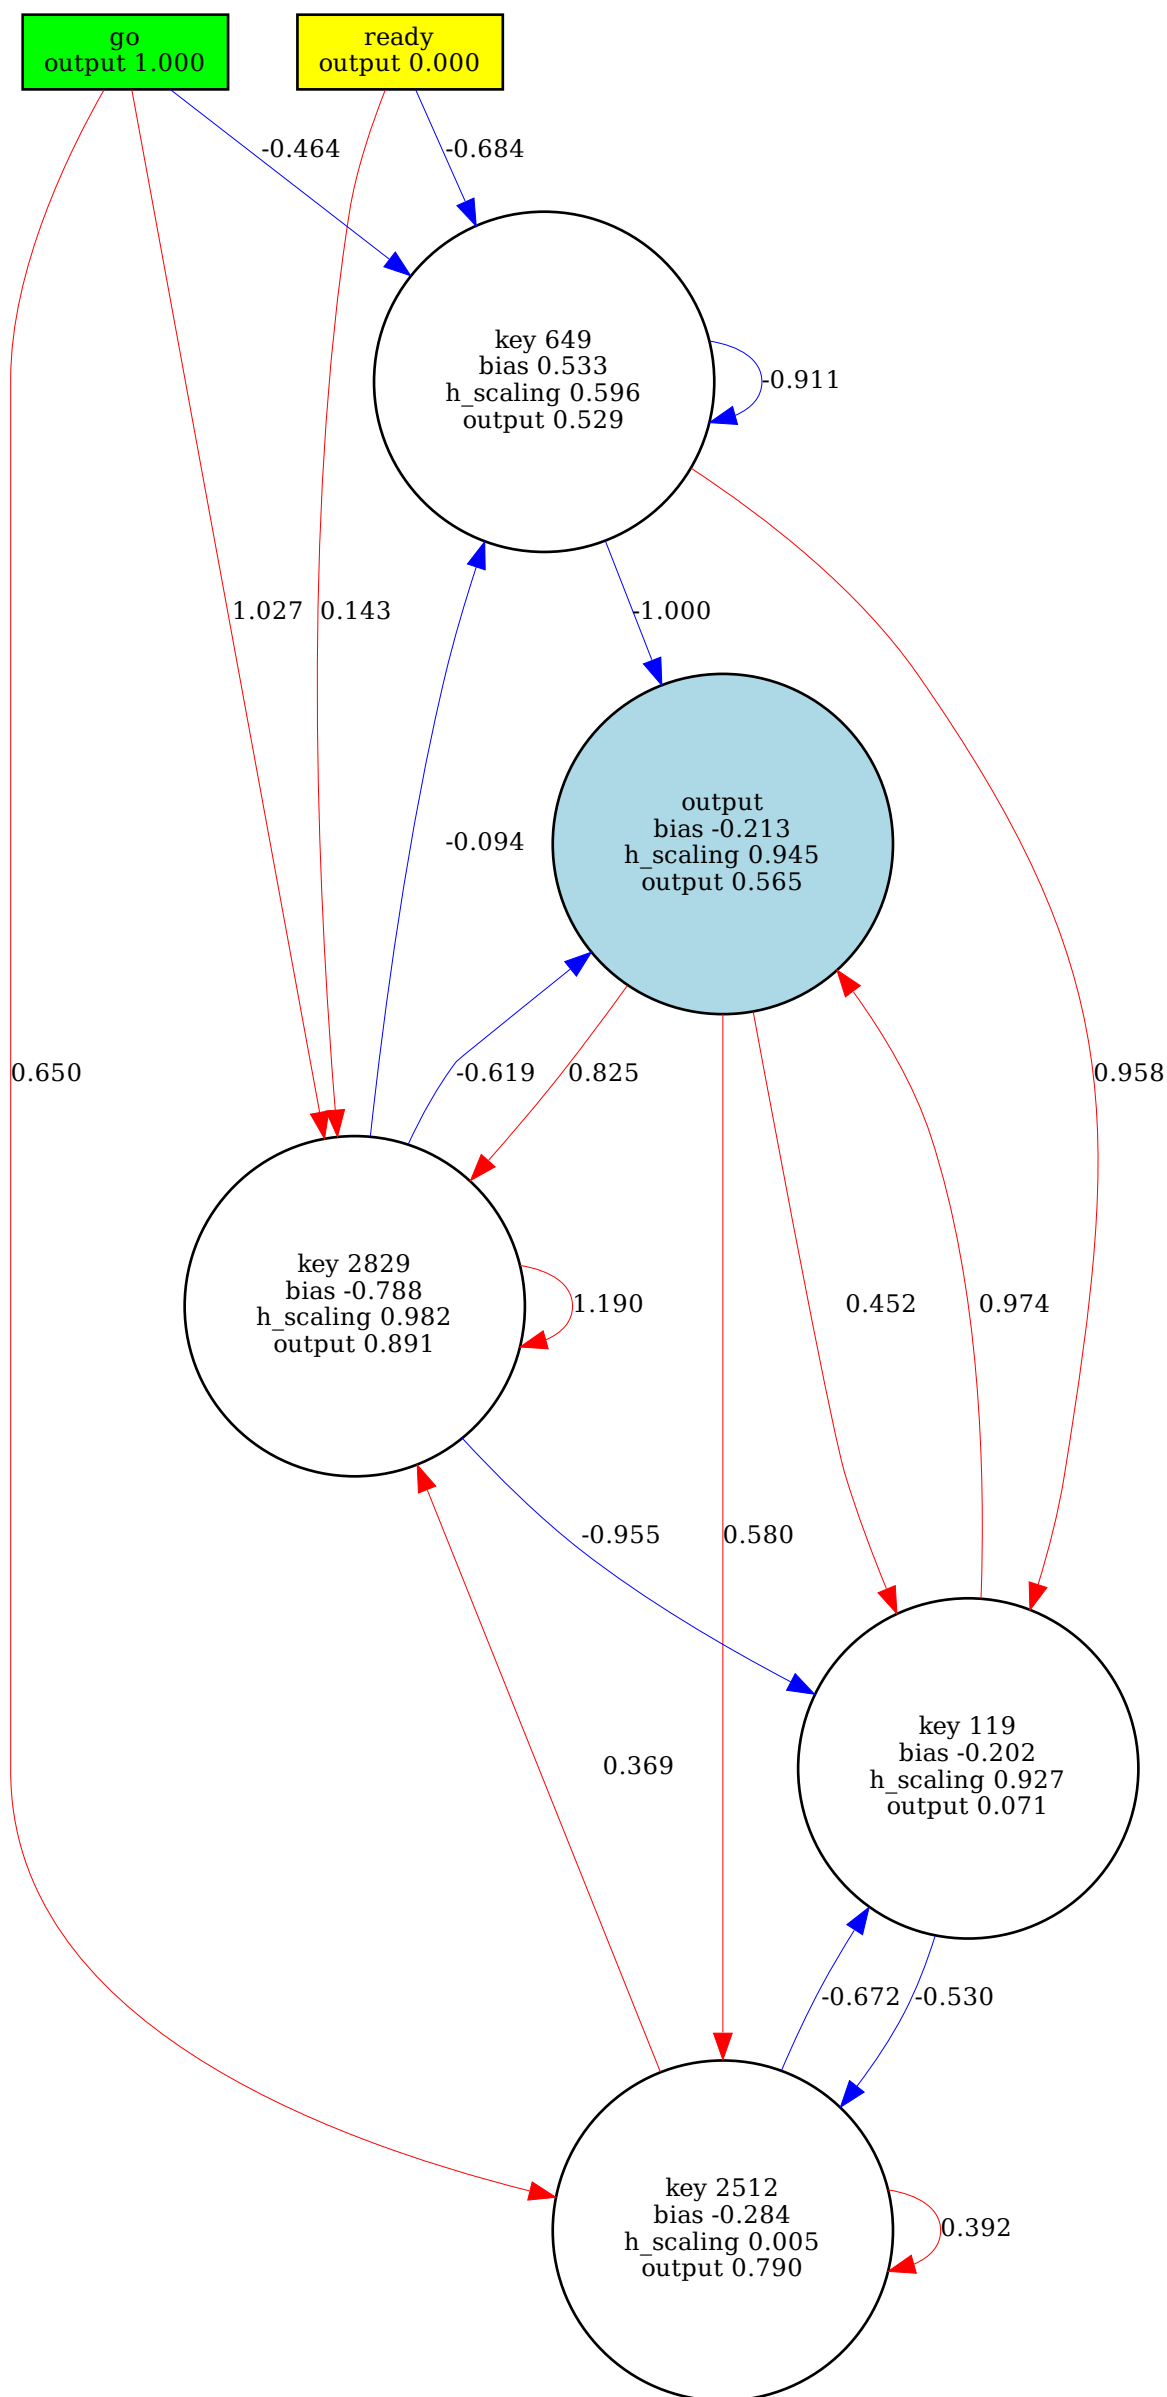 go
output 1.000
ready
output 0.000
-0.464
-0.684
key 649
bias 0.533
h_scaling 0.596
output 0.529
-0.911
1.027
0.143
-1.000
output
bias -0.213
h_scaling 0.945
output 0.565
-0.094
0.650
-0.619
0.825
0.958
key 2829
bias -0.788
h_scaling 0.982
output 0.891
1.190
0.452
0.974
-0.955
0.580
key 119
bias -0.202
h_scaling 0.927
output 0.071
0.369
-0.672
-0.530
key 2512
bias -0.284
h_scaling 0.005
output 0.790
0.392